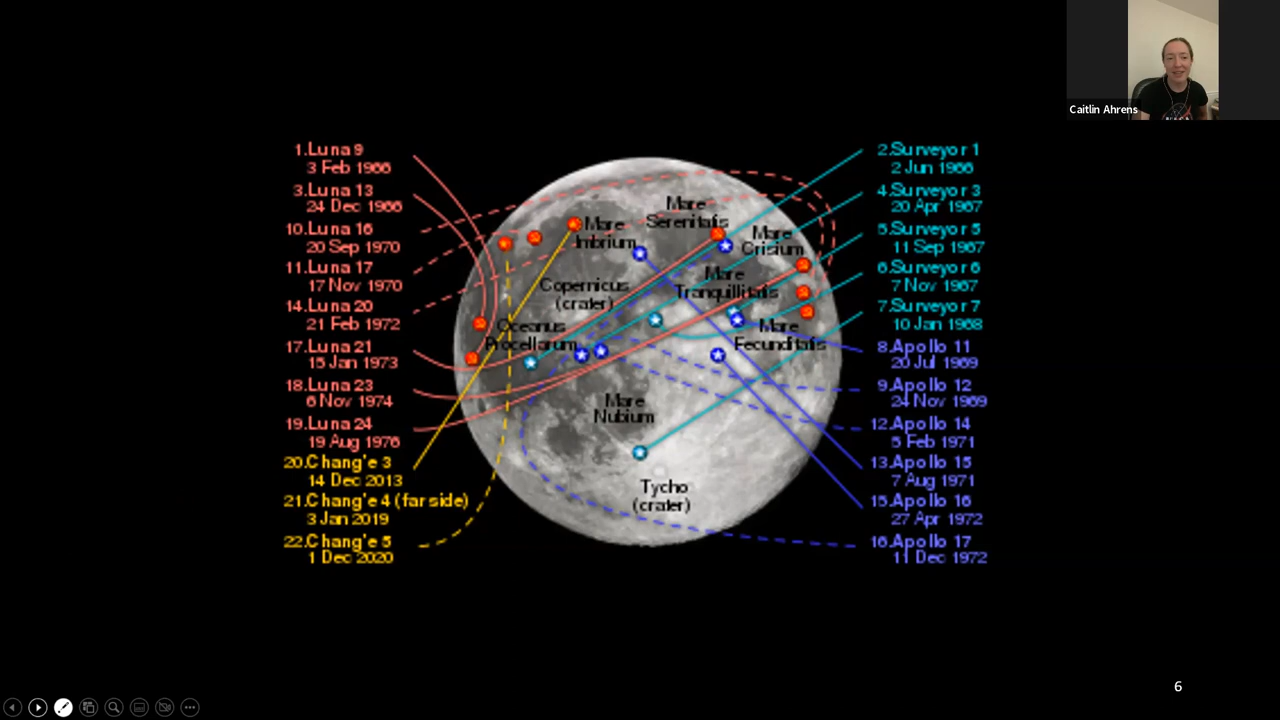 Caitlin Ahrens
1.Luna 9
3 Feb 1966
3.Luna 13
24 Dec 1966
10.Luna 16
20 Sep 1970
11.Luna 17
17 Nov 1970
14.Luna 20
21 Feb 1972
17.Luna 21
15 Jan 1973
18.Luna 23
6 Nov 1974
19.Luna 24
19 Aug 1976
20.Chang'e 3
14 Dec 2013
21.Chang'e 4 (far side)
3 Jan 2019
22.Chang'e 5
1 Dec 2020
Mare
Imbrium
Mare
Serenitatis
Mare
Crisium
Copernicus
(crater)
Mare
Tranquillitatis
Oceanus
Procellarum
Mare
Fecunditatis
Mare
Nubium
Tycho
(crater)
2.Surveyor 1
2 Jun 1966
4.Surveyor 3
20 Apr 1967
5.Surveyor 5
11 Sep 1967
6.Surveyor 6
7 Nov 1967
7.Surveyor 7
10 Jan 1968
8.Apollo 11
20 Jul 1969
9.Apollo 12
24 Nov 1969
12.Apollo 14
5 Feb 1971
13.Apollo 15
7 Aug 1971
15.Apollo 16
27 Apr 1972
16.Apollo 17
11 Dec 1972
6